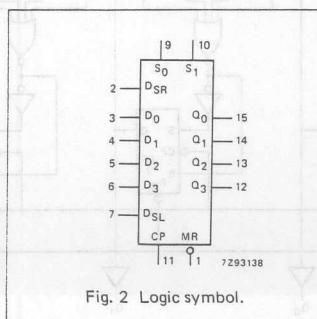 9 10
S0 S1
2 DSR
3 D0 Q0 15
4 D1 Q1 14
5 D2 Q2 13
6 D3 Q3 12
7 DSL
CP MR
11 1 7Z93138
Fig. 2 Logic symbol.